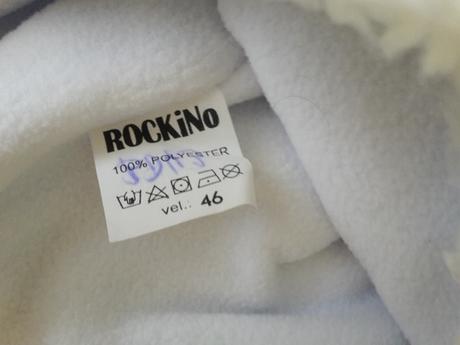 ROCKiNo
100% POLYESTER
vel.: 46